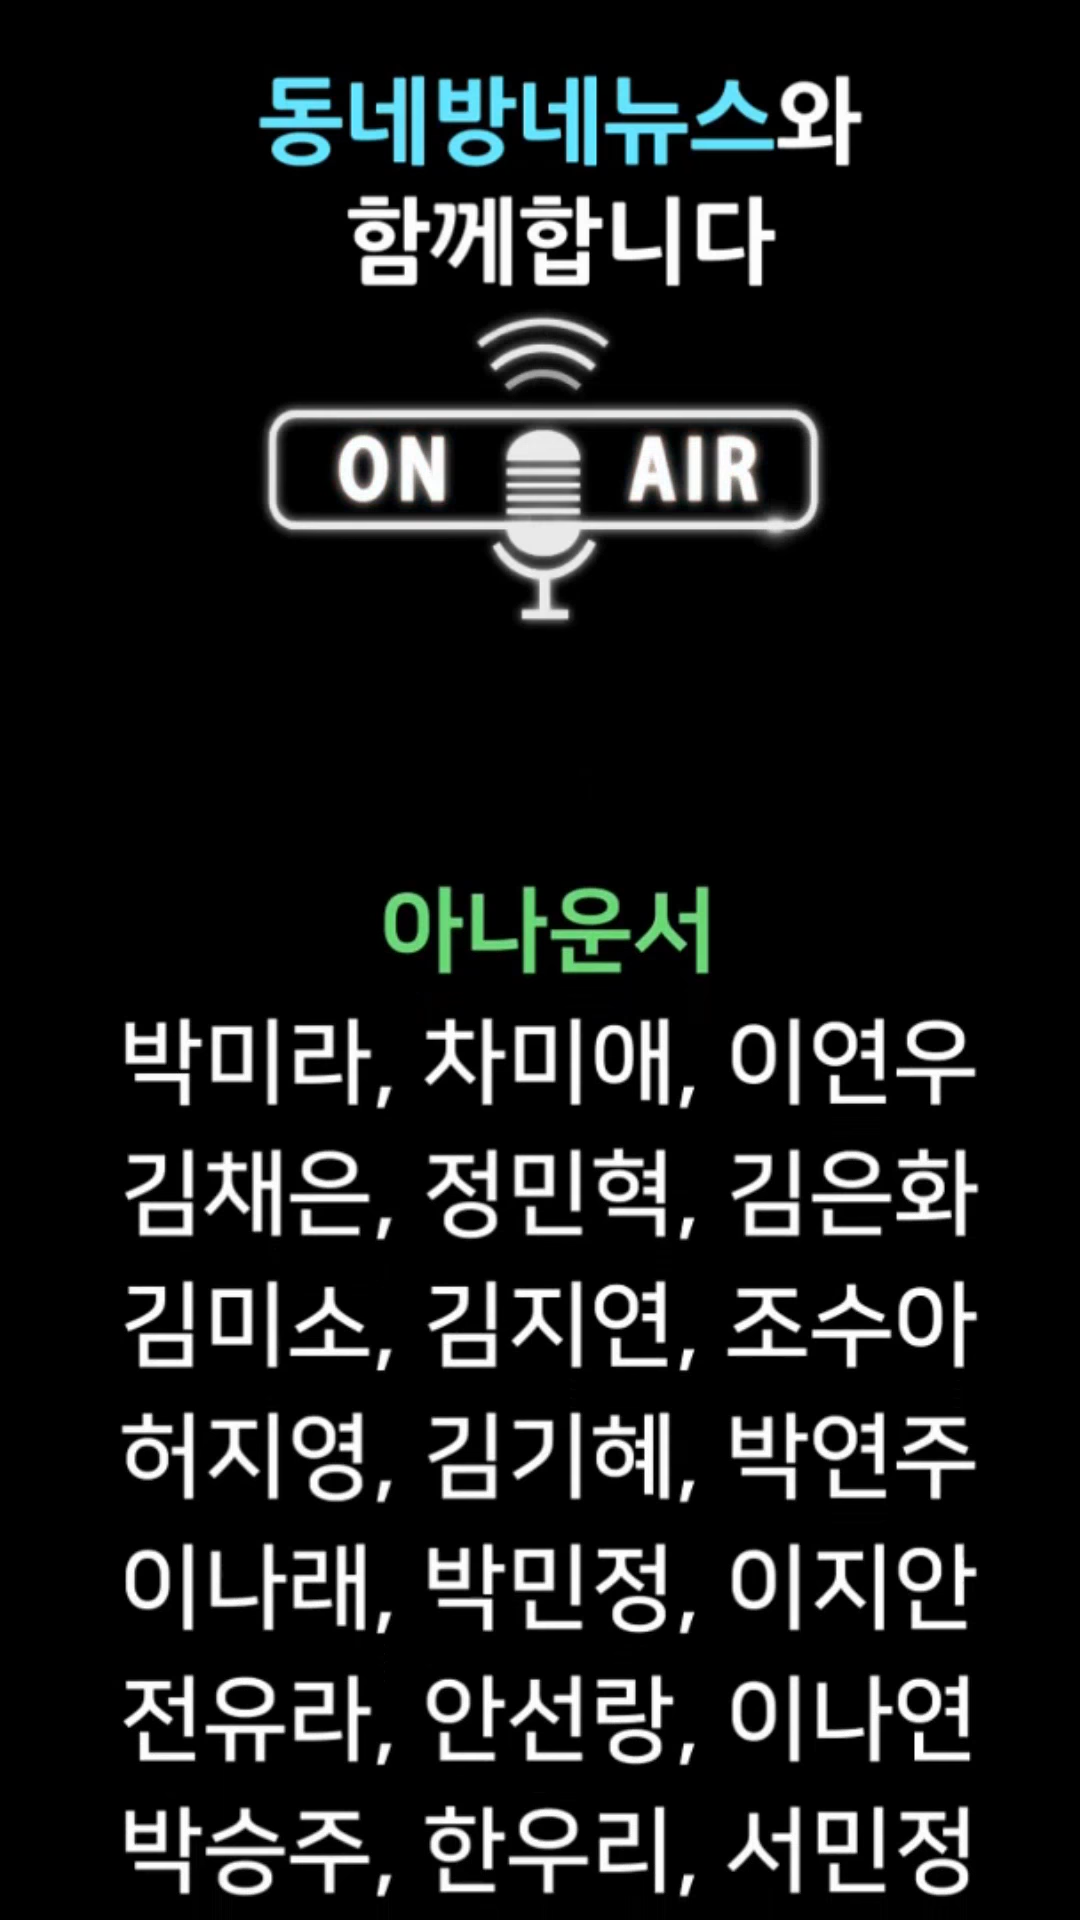 동네방네뉴스와
함께합니다
ON AIR
아나운서
박미라, 차미애, 이연우
김채은, 정민혁, 김은화
김미소, 김지연, 조수아
허지영, 김기혜, 박연주
이나래, 박민정, 이지안
전유라, 안선랑, 이나연
박승주, 한우리, 서민정